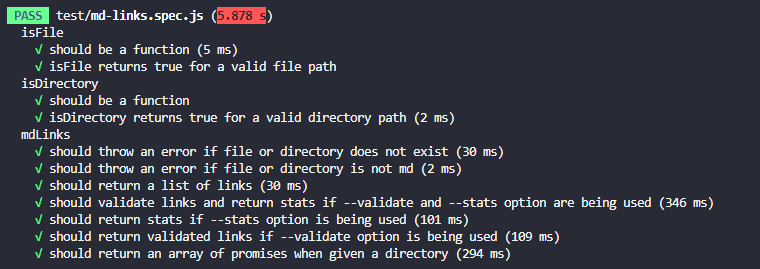 PASS test/md-links.spec.js (5.878 s)
isFile
√ should be a function (5 ms)
√ isFile returns true for a valid file path
isDirectory
√ should be a function
√ isDirectory returns true for a valid directory path (2 ms)
mdLinks
√ should throw an error if file or directory does not exist (30 ms)
√ should throw an error if file or directory is not md (2 ms)
√ should return a list of links (30 ms)
√ should validate links and return stats if --validate and --stats option are being used (346 ms)
√ should return stats if --stats option is being used (101 ms)
√ should return validated links if --validate option is being used (109 ms)
√ should return an array of promises when given a directory (294 ms)